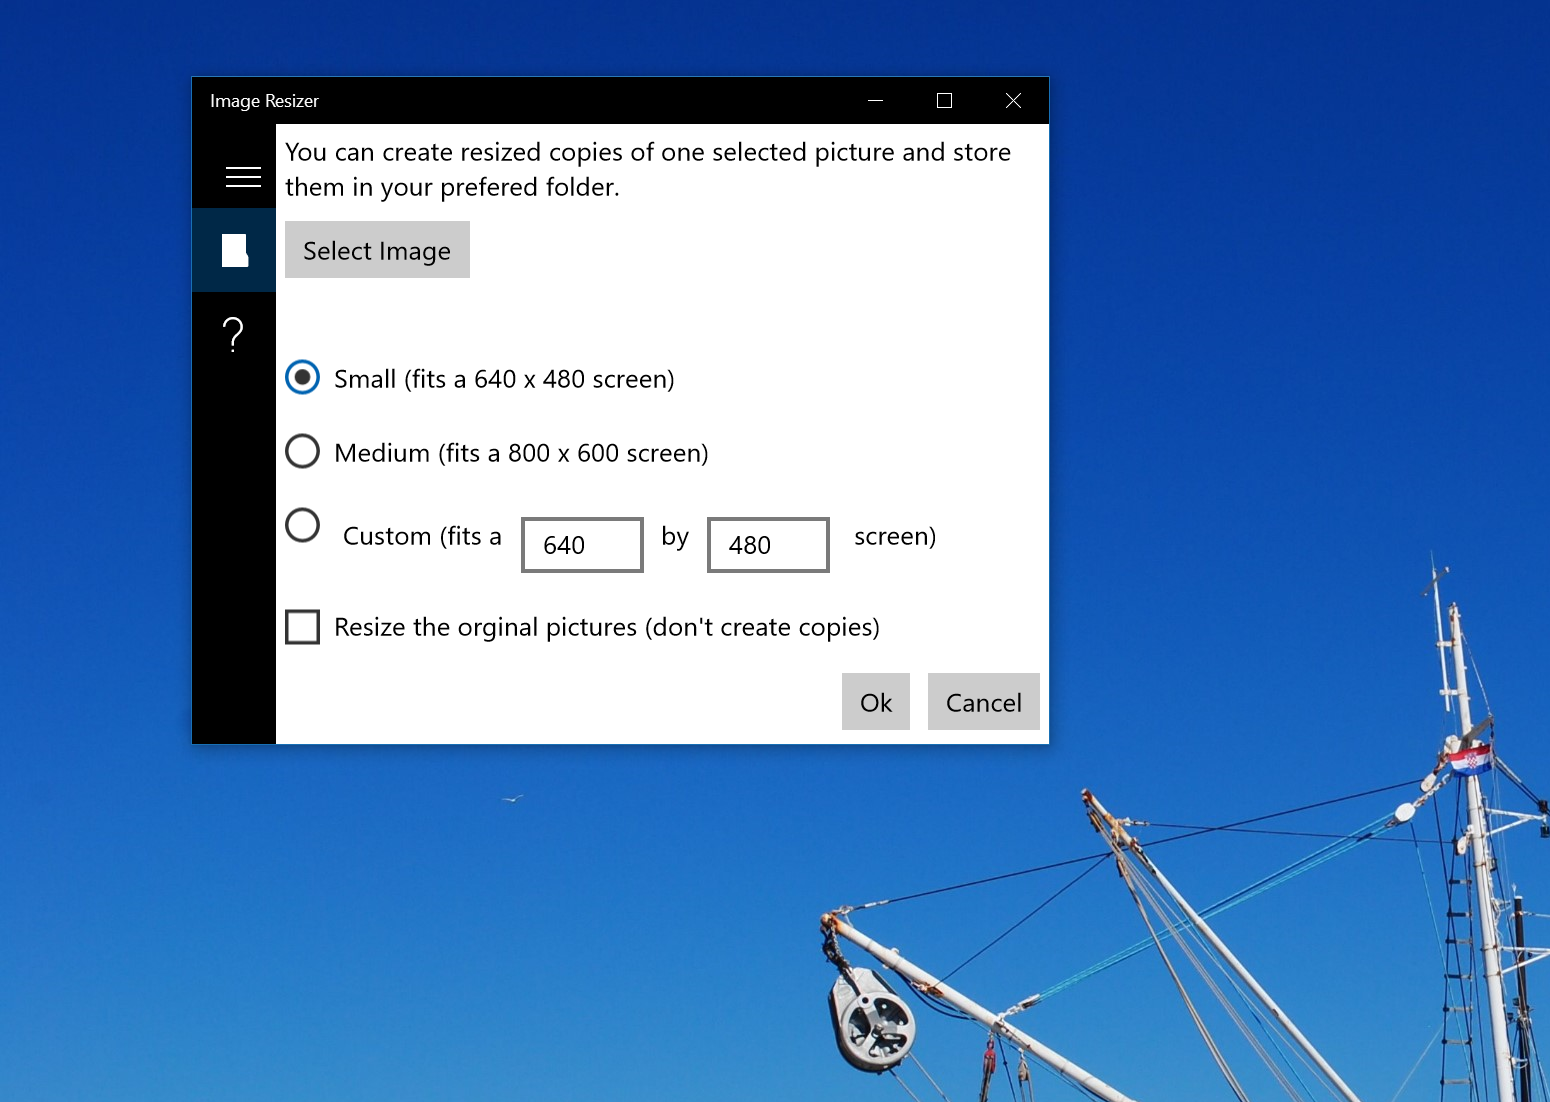 Image Resizer
You can create resized copies of one selected picture and store
them in your prefered folder.
Select Image
Small (fits a 640 x 480 screen)
Medium (fits a 800 x 600 screen)
Custom (fits a 640 by 480 screen)
Resize the orginal pictures (don't create copies)
Ok Cancel